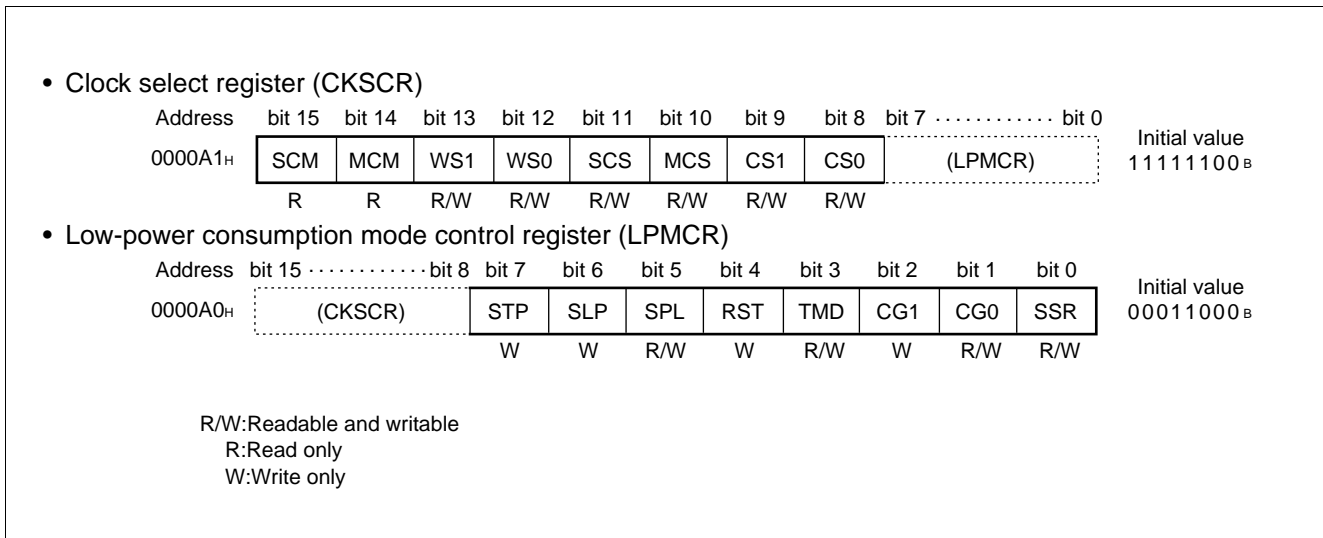 • Clock select register (CKSCR)
Address bit 15 bit 14 bit 13 bit 12 bit 11 bit 10 bit 9 bit 8 bit 7 ············ bit 0
Initial value
0000A1H SCM MCM WS1 WS0 SCS MCS CS1 CS0 (LPMCR) 11111100B
R R R/W R/W R/W R/W R/W R/W
• Low-power consumption mode control register (LPMCR)
Address bit 15 ············ bit 8 bit 7 bit 6 bit 5 bit 4 bit 3 bit 2 bit 1 bit 0
Initial value
0000A0H (CKSCR) STP SLP SPL RST TMD CG1 CG0 SSR 00011000B
W W R/W W R/W W R/W R/W
R/W:Readable and writable
R:Read only
W:Write only